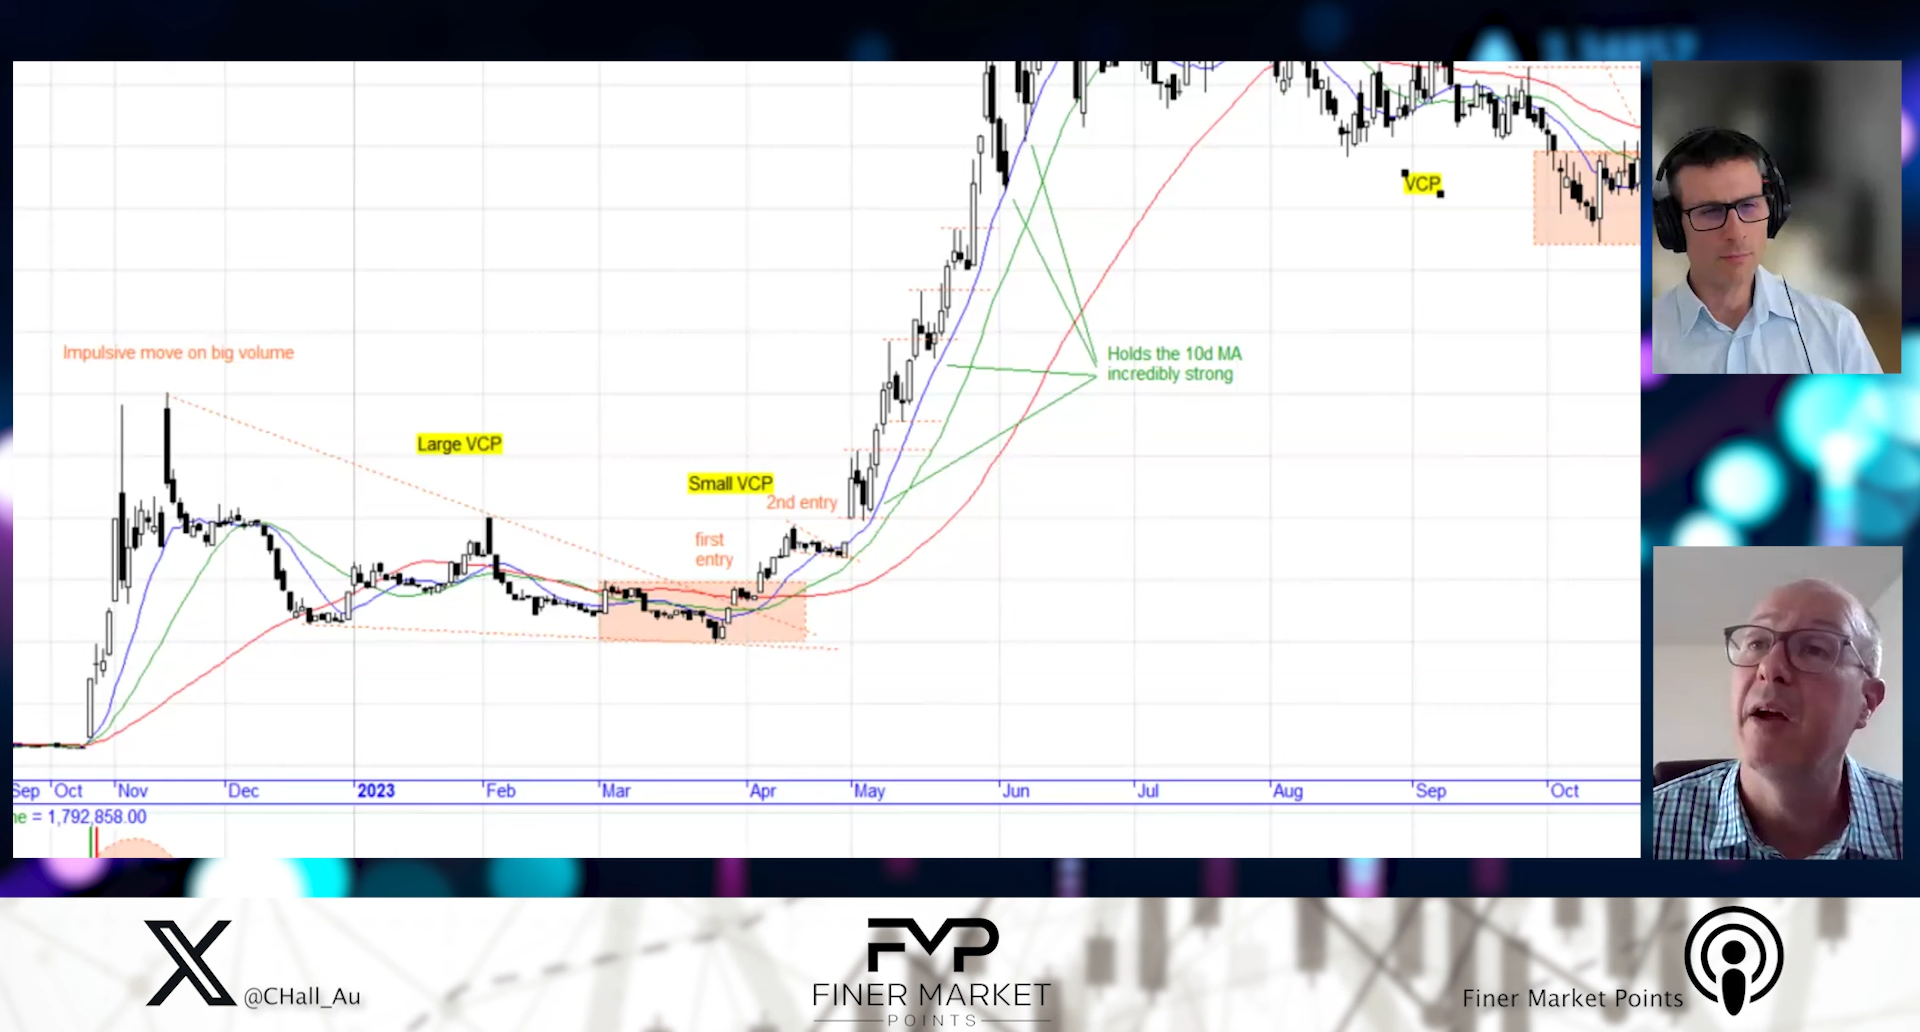 Impulsive move on big volume
Large VCP
Small VCP
2nd entry
first
entry
Holds the 10d MA
incredibly strong
VCP
Sep Oct Nov Dec 2023 Feb Mar Apr May Jun Jul Aug Sep Oct
= 1,792,858.00
@CHall_Au
FMP
FINER MARKET
POINTS
Finer Market Points